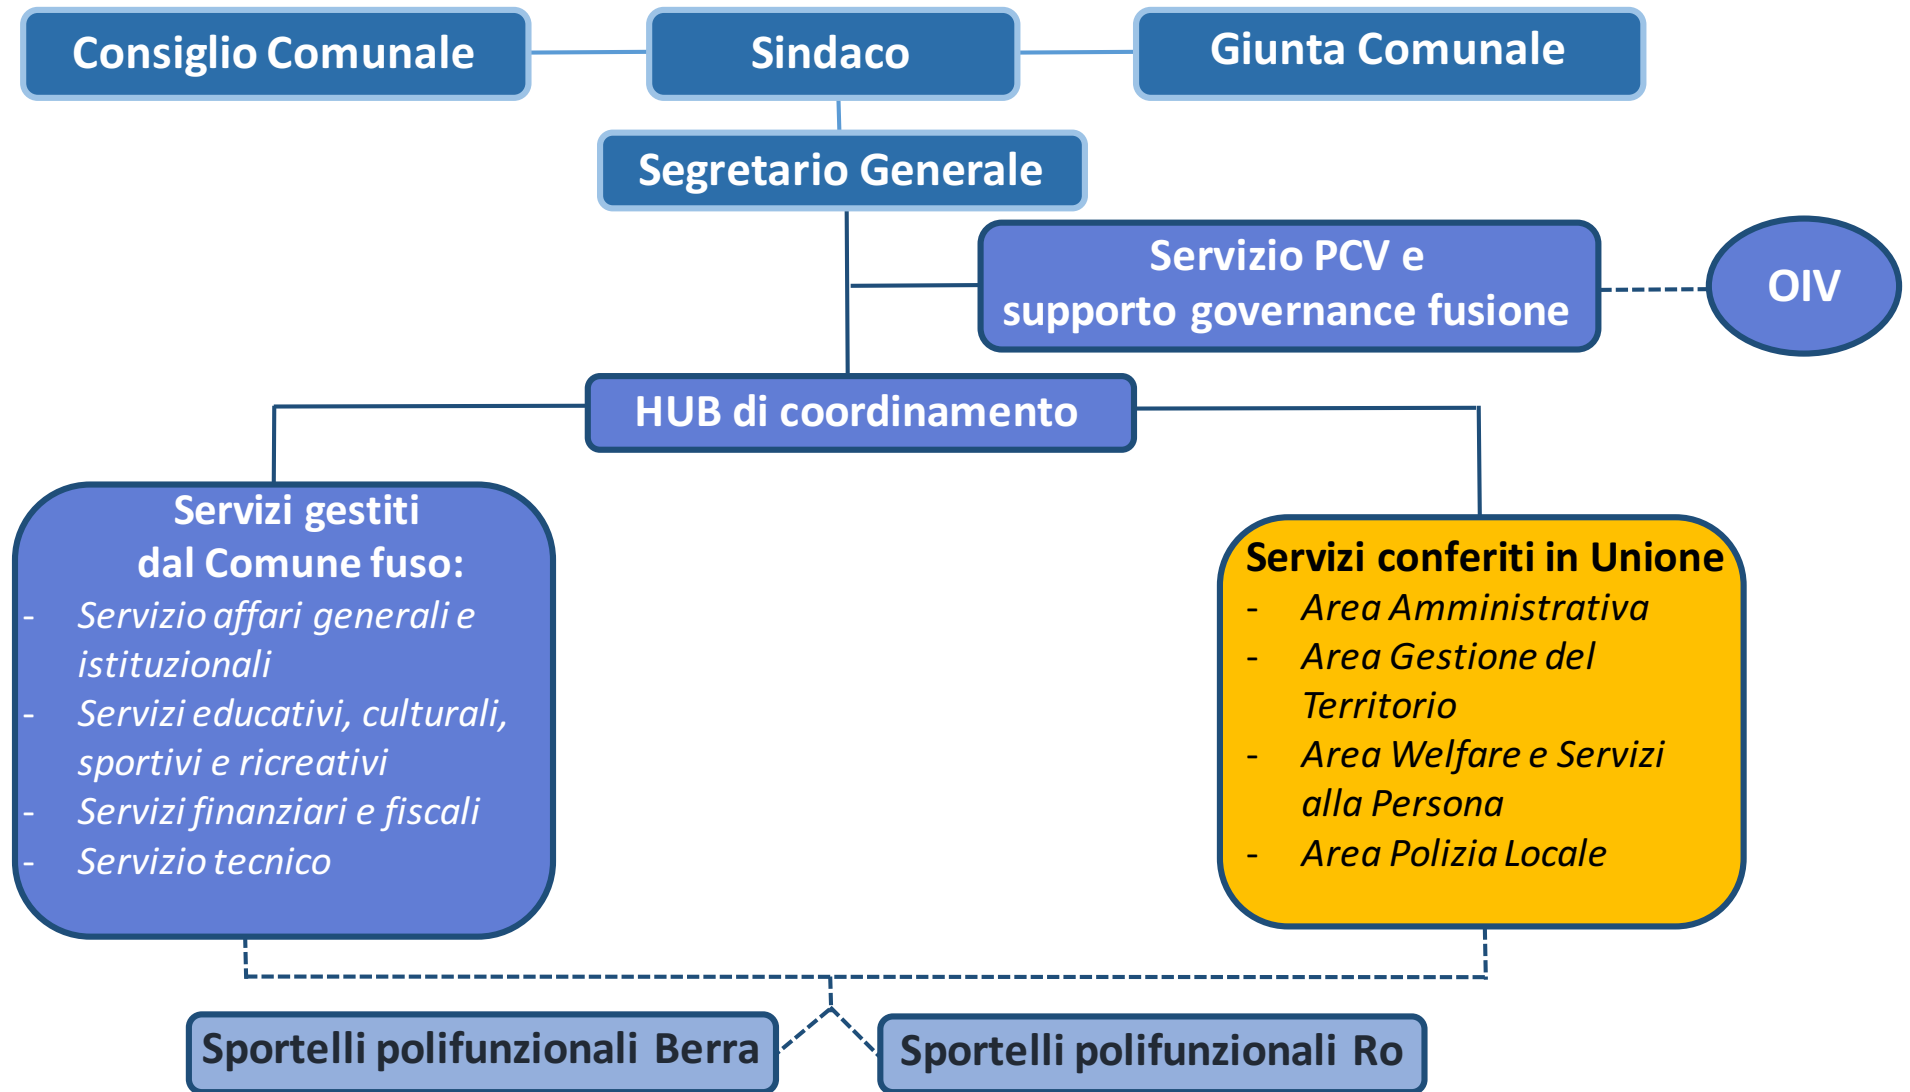 Consiglio Comunale
Sindaco
Giunta Comunale
Segretario Generale
Servizio PCV e
supporto governance fusione
OIV
HUB di coordinamento
Servizi gestiti
dal Comune fuso:
- Servizio affari generali e
istituzionali
- Servizi educativi, culturali,
sportivi e ricreativi
- Servizi finanziari e fiscali
- Servizio tecnico
Servizi conferiti in Unione
- Area Amministrativa
- Area Gestione del
Territorio
- Area Welfare e Servizi
alla Persona
- Area Polizia Locale
Sportelli polifunzionali Berra
Sportelli polifunzionali Ro